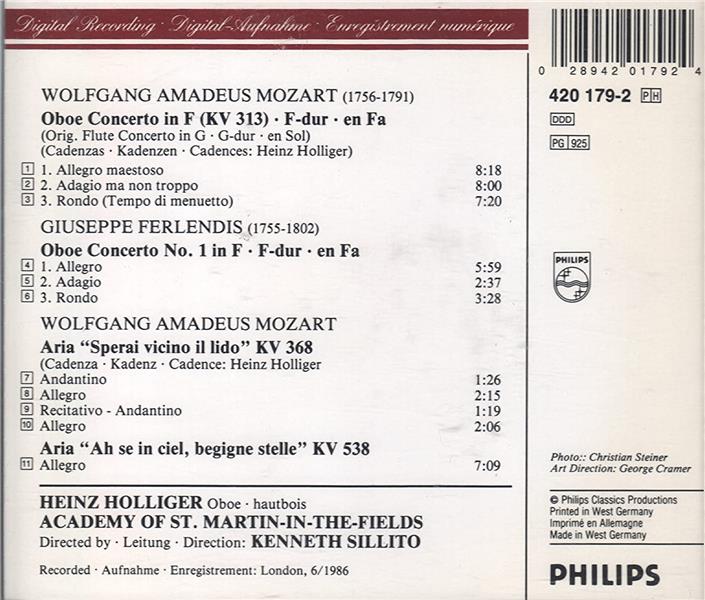 Digital Recording · Digital-Aufnahme · Enregistrement numérique
WOLFGANG AMADEUS MOZART (1756-1791)
Oboe Concerto in F (KV 313) · F-dur · en Fa
(Orig. Flute Concerto in G · G-dur · en Sol)
(Cadenzas · Kadenzen · Cadences: Heinz Holliger)
1 1. Allegro maestoso 8:18
2 2. Adagio ma non troppo 8:00
3 3. Rondo (Tempo di menuetto) 7:20
GIUSEPPE FERLENDIS (1755-1802)
Oboe Concerto No. 1 in F · F-dur · en Fa
4 1. Allegro 5:59
5 2. Adagio 2:37
6 3. Rondo 3:28
WOLFGANG AMADEUS MOZART
Aria “Sperai vicino il lido” KV 368
(Cadenza · Kadenz · Cadence: Heinz Holliger
7 Andantino 1:26
8 Allegro 2:15
9 Recitativo - Andantino 1:19
10 Allegro 2:06
Aria “Ah se in ciel, begigne stelle” KV 538
11 Allegro 7:09
HEINZ HOLLIGER Oboe · hautbois
ACADEMY OF ST. MARTIN-IN-THE-FIELDS
Directed by · Leitung · Direction: KENNETH SILLITO
Recorded · Aufnahme · Enregistrement: London, 6/1986
0 28942 01792 4
420 179-2 PH
DDD
PG 925
PHILIPS
Photo:: Christian Steiner
Art Direction: George Cramer
© Philips Classics Productions
Printed in West Germany
Imprimé en Allemagne
Made in West Germany
PHILIPS